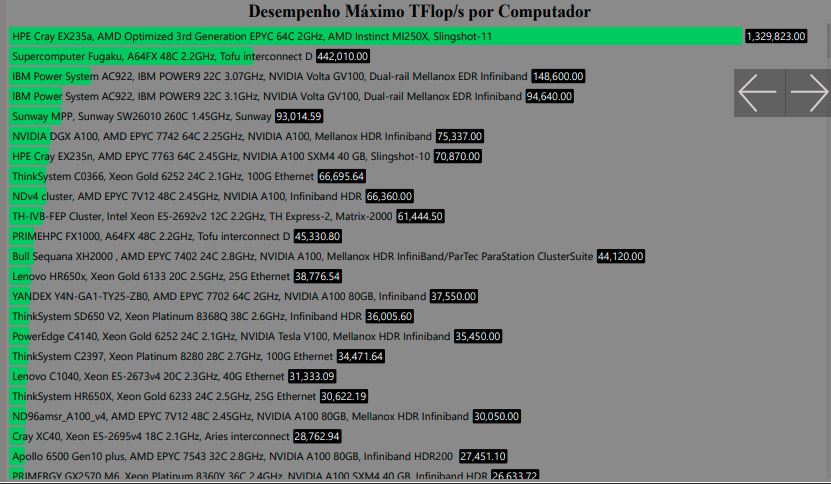 Desempenho Máximo TFlop/s por Computador
HPE Cray EX235a, AMD Optimized 3rd Generation EPYC 64C 2GHz, AMD Instinct MI250X, Slingshot-11 1,329,823.00
Supercomputer Fugaku, A64FX 48C 2.2GHz, Tofu interconnect D 442,010.00
IBM Power System AC922, IBM POWER9 22C 3.07GHz, NVIDIA Volta GV100, Dual-rail Mellanox EDR Infiniband 148,600.00
IBM Power System AC922, IBM POWER9 22C 3.1GHz, NVIDIA Volta GV100, Dual-rail Mellanox EDR Infiniband 94,640.00
Sunway MPP, Sunway SW26010 260C 1.45GHz, Sunway 93,014.59
NVIDIA DGX A100, AMD EPYC 7742 64C 2.25GHz, NVIDIA A100, Mellanox HDR Infiniband 75,337.00
HPE Cray EX235n, AMD EPYC 7763 64C 2.45GHz, NVIDIA A100 SXM4 40 GB, Slingshot-10 70,870.00
ThinkSystem C0366, Xeon Gold 6252 24C 2.1GHz, 100G Ethernet 66,695.64
NDv4 cluster, AMD EPYC 7V12 48C 2.45GHz, NVIDIA A100, Infiniband HDR 66,360.00
TH-IVB-FEP Cluster, Intel Xeon E5-2692v2 12C 2.2GHz, TH Express-2, Matrix-2000 61,444.50
PRIMEHPC FX1000, A64FX 48C 2.2GHz, Tofu interconnect D 45,330.80
Bull Sequana XH2000 , AMD EPYC 7402 24C 2.8GHz, NVIDIA A100, Mellanox HDR InfiniBand/ParTec ParaStation ClusterSuite 44,120.00
Lenovo HR650x, Xeon Gold 6133 20C 2.5GHz, 25G Ethernet 38,776.54
YANDEX Y4N-GA1-TY25-ZB0, AMD EPYC 7702 64C 2GHz, NVIDIA A100 80GB, Infiniband 37,550.00
ThinkSystem SD650 V2, Xeon Platinum 8368Q 38C 2.6GHz, Infiniband HDR 36,005.60
PowerEdge C4140, Xeon Gold 6252 24C 2.1GHz, NVIDIA Tesla V100, Mellanox HDR Infiniband 35,450.00
ThinkSystem C2397, Xeon Platinum 8280 28C 2.7GHz, 100G Ethernet 34,471.64
Lenovo C1040, Xeon E5-2673v4 20C 2.3GHz, 40G Ethernet 31,333.09
ThinkSystem HR650X, Xeon Gold 6233 24C 2.5GHz, 25G Ethernet 30,622.19
ND96amsr_A100_v4, AMD EPYC 7V12 48C 2.45GHz, NVIDIA A100 80GB, Mellanox HDR Infiniband 30,050.00
Cray XC40, Xeon E5-2695v4 18C 2.1GHz, Aries interconnect 28,762.94
Apollo 6500 Gen10 plus, AMD EPYC 7543 32C 2.8GHz, NVIDIA A100 80GB, Infiniband HDR200 27,451.10
PRIMERGY GX2570 M6, Xeon Platinum 8360Y 36C 2.4GHz, NVIDIA A100 SXM4 40 GB, Infiniband HDR 26,633.72